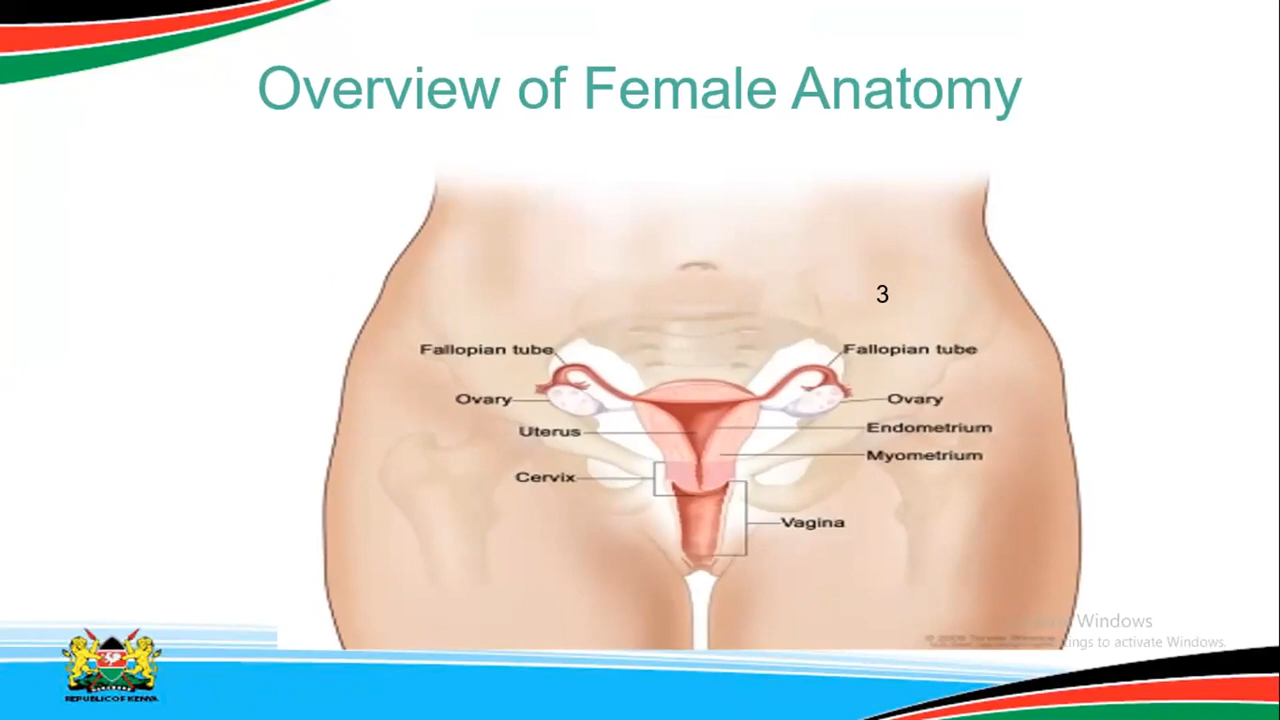 Overview of Female Anatomy
3
Fallopian tube
Fallopian tube
Ovary
Ovary
Uterus
Endometrium
Myometrium
Cervix
Vagina
Windows
ings to activate Windows.
REPUBLIC OF KENYA